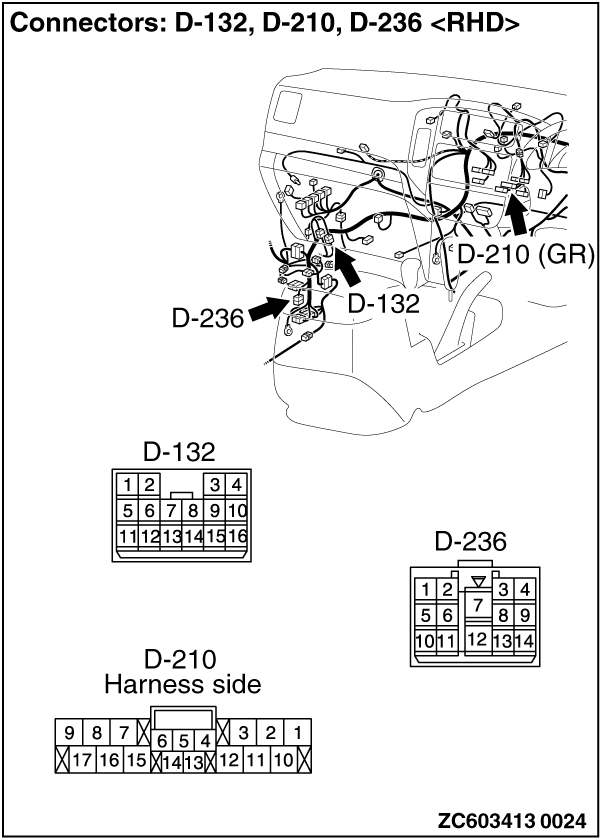 Connectors: D-132, D-210, D-236 <RHD>
D-210 (GR)
D-132
D-236
D-132
1 2 3 4
5 6 7 8 9 10
11 12 13 14 15 16
D-236
1 2 3 4
7
5 6 8 9
10 11 12 13 14
D-210
Harness side
9 8 7 6 5 4 3 2 1
17 16 15 14 13 12 11 10
ZC603413 0024